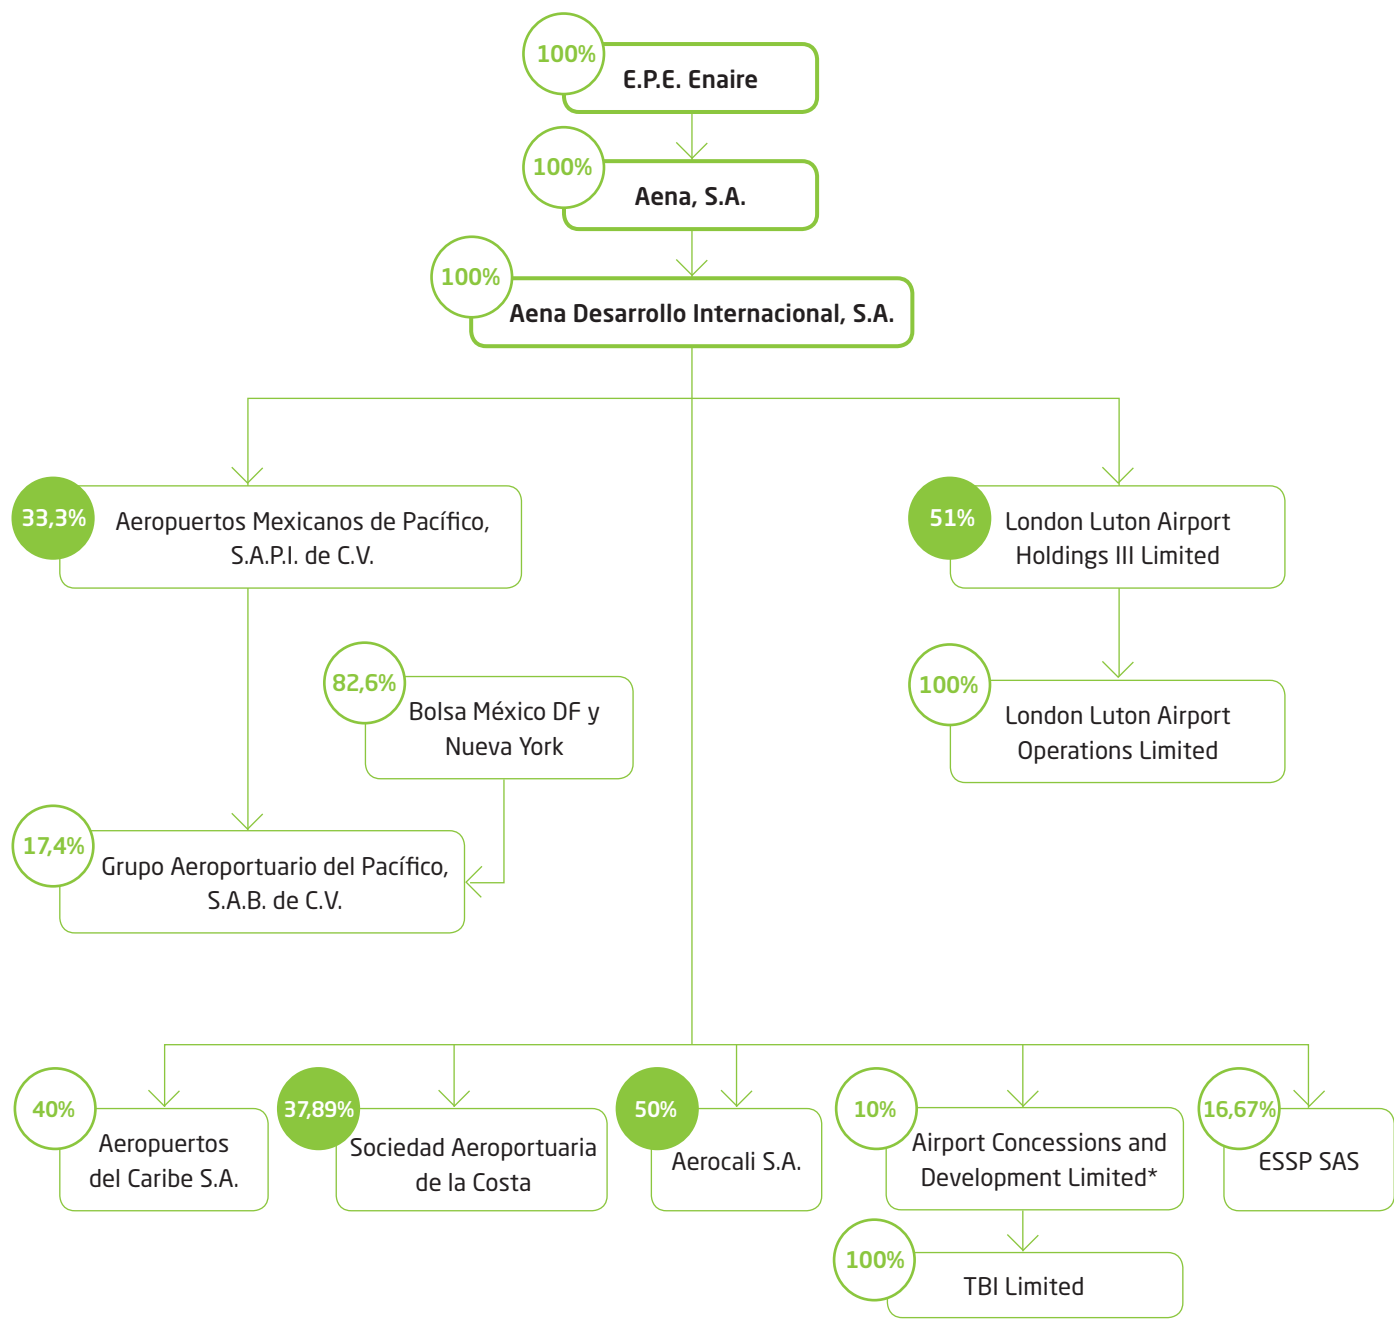 100%
E.P.E. Enaire
100%
Aena, S.A.
100%
Aena Desarrollo Internacional, S.A.
33,3%
Aeropuertos Mexicanos de Pacífico,
S.A.P.I. de C.V.
51%
London Luton Airport
Holdings III Limited
82,6%
Bolsa México DF y
Nueva York
100%
London Luton Airport
Operations Limited
17,4%
Grupo Aeroportuario del Pacífico,
S.A.B. de C.V.
40%
Aeropuertos
del Caribe S.A.
37,89%
Sociedad Aeroportuaria
de la Costa
50%
Aerocali S.A.
10%
Airport Concessions and
Development Limited*
16,67%
ESSP SAS
100%
TBI Limited